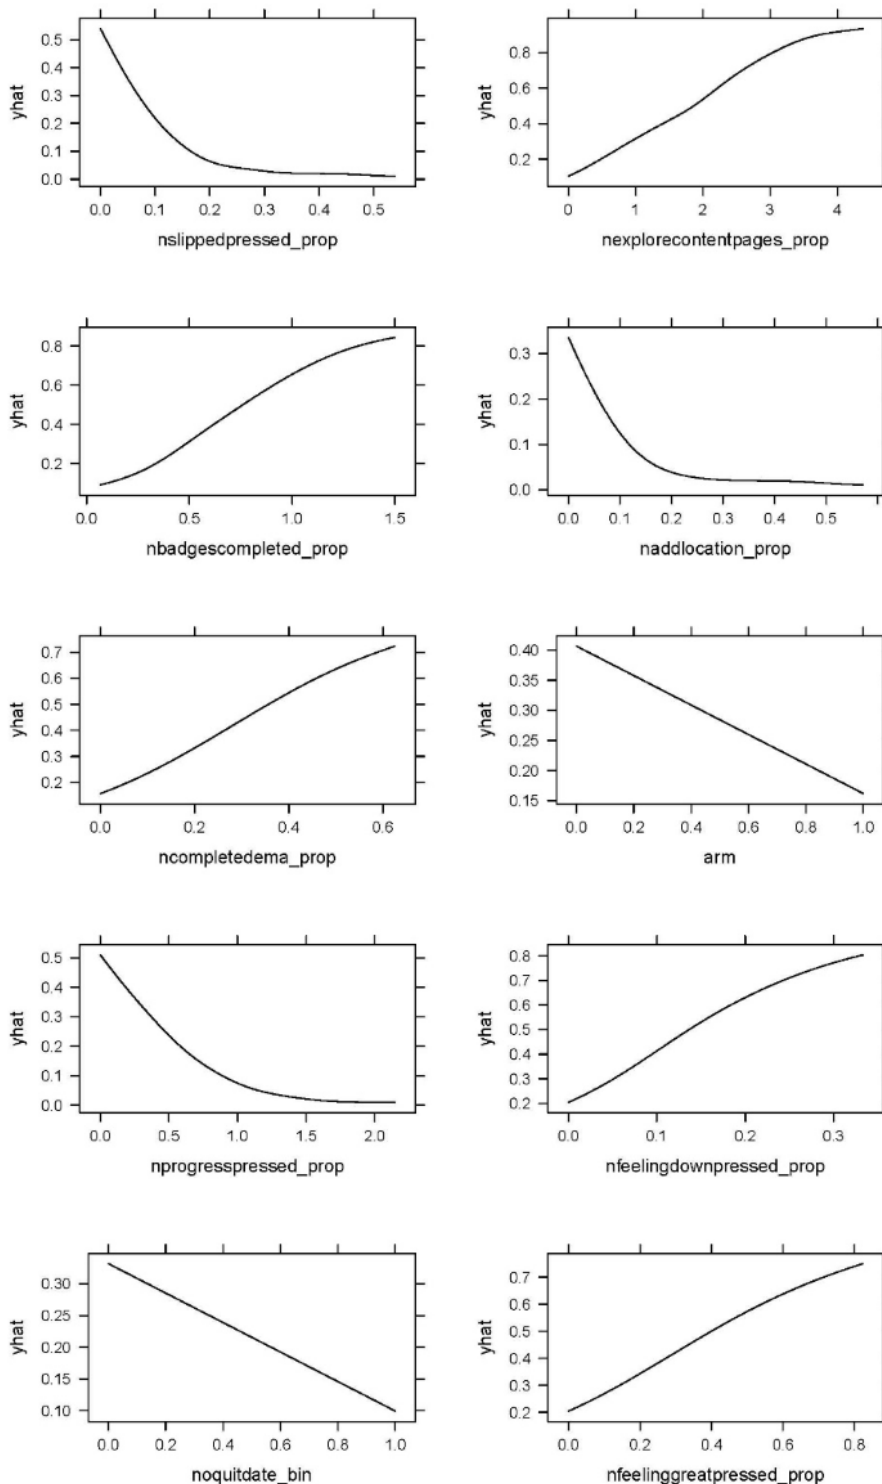 yhat
0.5
0.4
0.3
0.2
0.1
0.0
0.0 0.1 0.2 0.3 0.4 0.5
nslippedpressed_prop
yhat
0.8
0.6
0.4
0.2
0 1 2 3 4
nexplorecontentpages_prop
yhat
0.8
0.6
0.4
0.2
0.0 0.5 1.0 1.5
nbadgescompleted_prop
yhat
0.3
0.2
0.1
0.0
0.0 0.1 0.2 0.3 0.4 0.5
naddlocation_prop
yhat
0.7
0.6
0.5
0.4
0.3
0.2
0.0 0.2 0.4 0.6
ncompletedema_prop
yhat
0.40
0.35
0.30
0.25
0.20
0.15
0.0 0.2 0.4 0.6 0.8 1.0
arm
yhat
0.5
0.4
0.3
0.2
0.1
0.0
0.0 0.5 1.0 1.5 2.0
nprogresspressed_prop
yhat
0.8
0.7
0.6
0.5
0.4
0.3
0.2
0.0 0.1 0.2 0.3
nfeelingdownpressed_prop
yhat
0.30
0.25
0.20
0.15
0.10
0.0 0.2 0.4 0.6 0.8 1.0
noquitdate_bin
yhat
0.7
0.6
0.5
0.4
0.3
0.2
0.0 0.2 0.4 0.6 0.8
nfeelinggreatpressed_prop